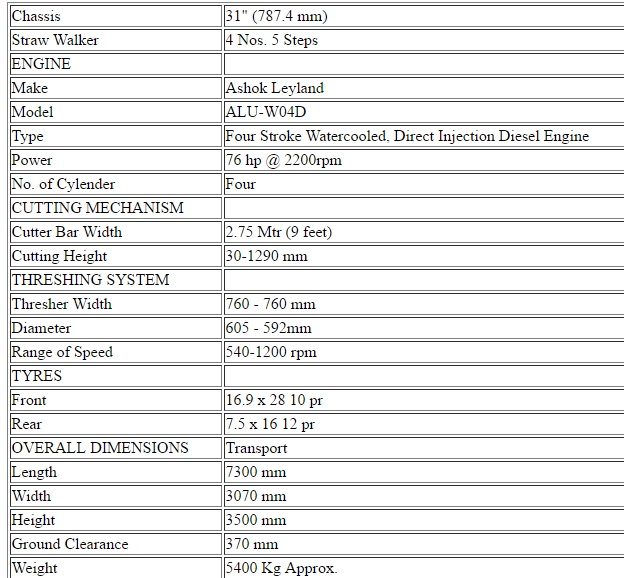 Chassis 31" (787.4 mm)
Straw Walker 4 Nos. 5 Steps
ENGINE
Make Ashok Leyland
Model ALU-W04D
Type Four Stroke Watercooled, Direct Injection Diesel Engine
Power 76 hp @ 2200rpm
No. of Cylender Four
CUTTING MECHANISM
Cutter Bar Width 2.75 Mtr (9 feet)
Cutting Height 30-1290 mm
THRESHING SYSTEM
Thresher Width 760 - 760 mm
Diameter 605 - 592mm
Range of Speed 540-1200 rpm
TYRES
Front 16.9 x 28 10 pr
Rear 7.5 x 16 12 pr
OVERALL DIMENSIONS Transport
Length 7300 mm
Width 3070 mm
Height 3500 mm
Ground Clearance 370 mm
Weight 5400 Kg Approx.